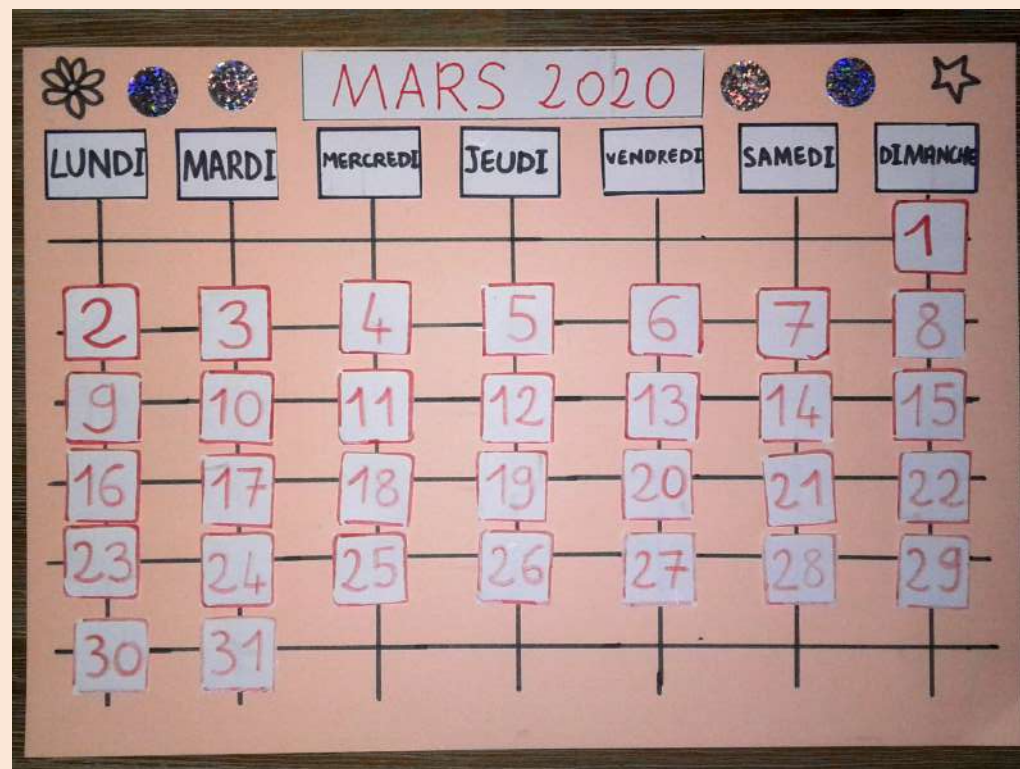 MARS 2020
LUNDI MARDI MERCREDI JEUDI VENDREDI SAMEDI DIMANCHE
1
2 3 4 5 6 7 8
9 10 11 12 13 14 15
16 17 18 19 20 21 22
23 24 25 26 27 28 29
30 31